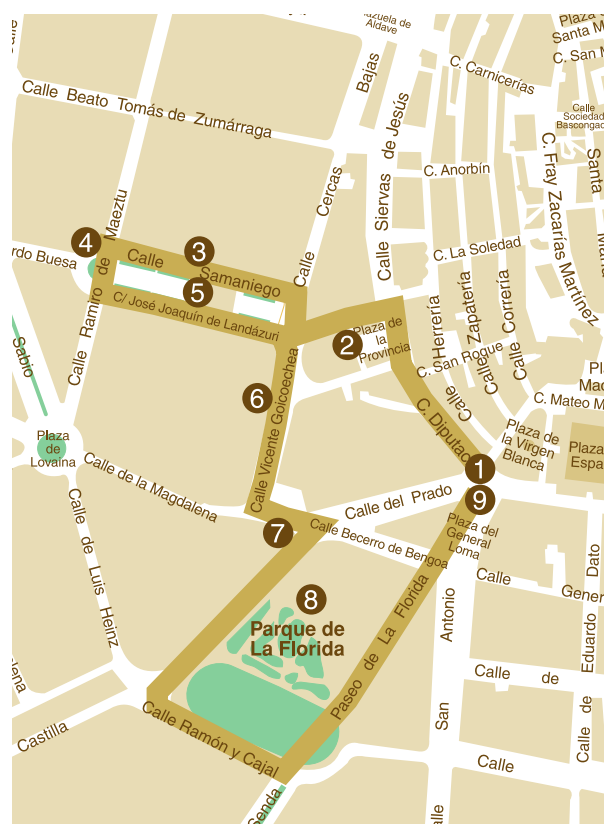 Plazuela de
Aldave
Plaza
Santa M
C. San M
C. Carnicerías
Bajas
Calle Siervas de Jesús
Calle Beato Tomás de Zumárraga
Calle
Sociedad
Bascongada
C. Anorbín
C. Fray Zacarías Martínez
Santa
Calle Cercas
Calle Ramiro de Maeztu
4
3
C. La Soledad
rdo Buesa
Calle Samaniego
5
C/ José Joaquín de Landázuri
2
Plaza de
la
Provincia
Calle Herrería
Calle Zapatería
Calle Correría
C. San Roque
Sabio
6
Calle Vicente Goicoechea
C. Mateo M
C. Diputac
Plaza de
la Virgen
Blanca
Plaza
Espa
Plaza
de
Lovaina
1
Calle de la Magdalena
9
Calle del Prado
7
Calle Becerro de Bengoa
Plaza del
General
Loma
Calle de Luis Heinz
8
Parque de
La Florida
Calle
Gener
Paseo de La Florida
San Antonio
Calle de Eduardo Dato
Calle de
lena
Castilla
Calle Ramón y Cajal
Calle
Senda
Calle